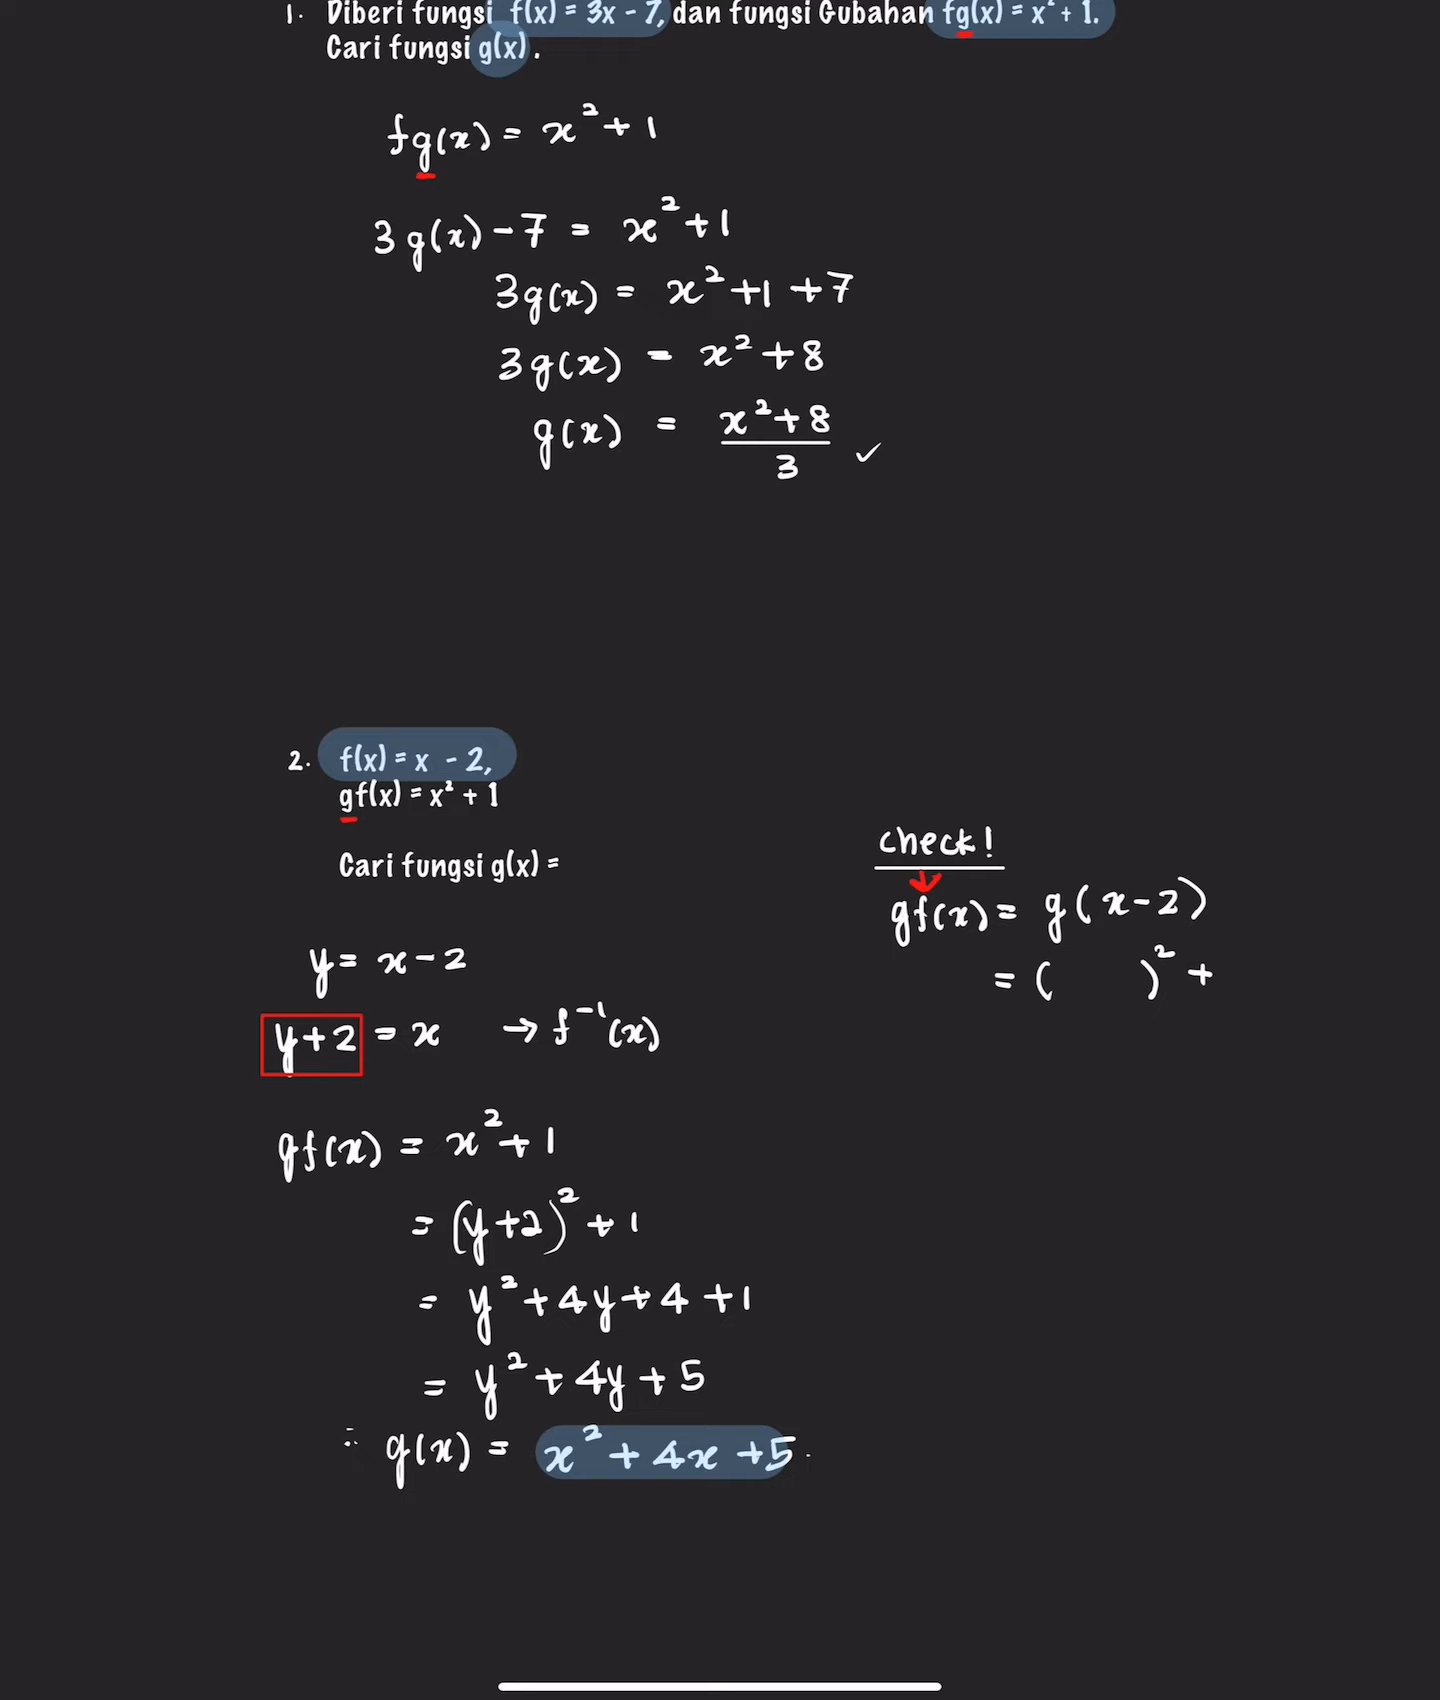 1. Diberi fungsi f(x) = 3x - 7, dan fungsi Gubahan fg(x) = x² + 1.
Cari fungsi g(x).
fg(x) = x² + 1
3g(x) - 7 = x² + 1
3g(x) = x² + 1 + 7
3g(x) = x² + 8
g(x) = (x² + 8)/3 ✓
2. f(x) = x - 2,
gf(x) = x² + 1
Cari fungsi g(x) =
y = x - 2
y + 2 = x → f⁻¹(x)
gf(x) = x² + 1
= (y + 2)² + 1
= y² + 4y + 4 + 1
= y² + 4y + 5
∴ g(x) = x² + 4x + 5.
check!
gf(x) = g(x - 2)
= (   )² +